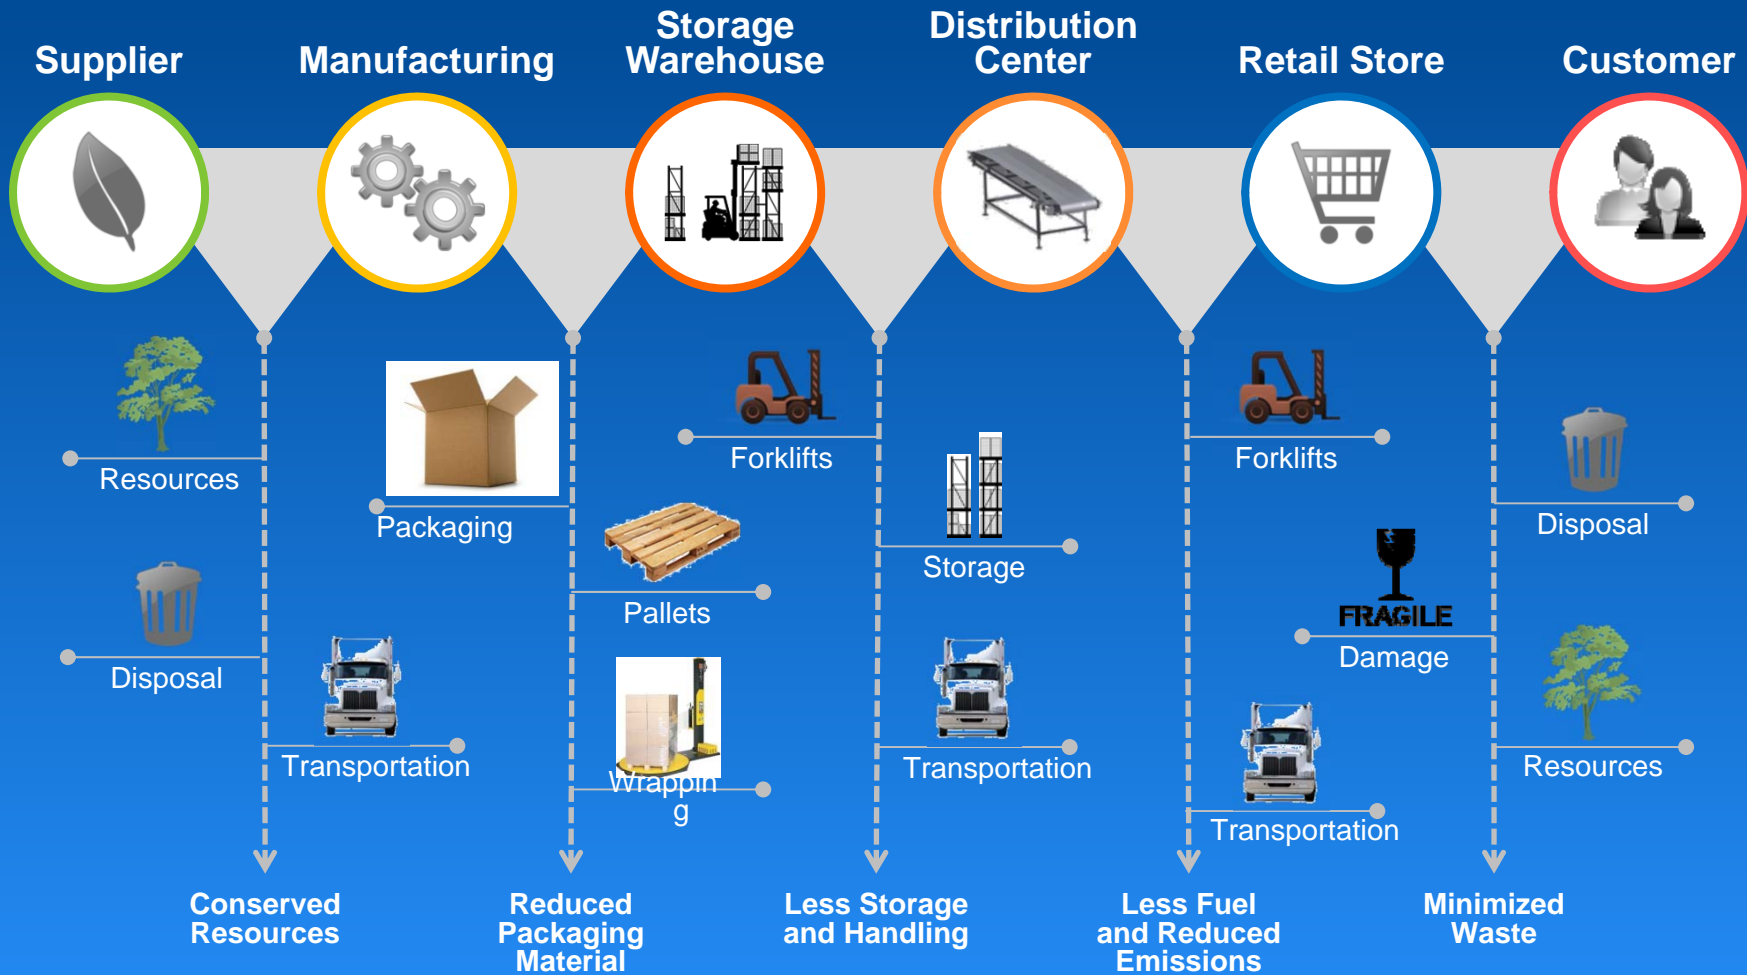 Supplier
Manufacturing
Storage
Warehouse
Distribution
Center
Retail Store
Customer
Resources
Disposal
Transportation
Packaging
Pallets
Wrappin
g
Forklifts
Storage
Transportation
Forklifts
Transportation
FRAGILE
Damage
Disposal
Resources
Conserved
Resources
Reduced
Packaging
Material
Less Storage
and Handling
Less Fuel
and Reduced
Emissions
Minimized
Waste